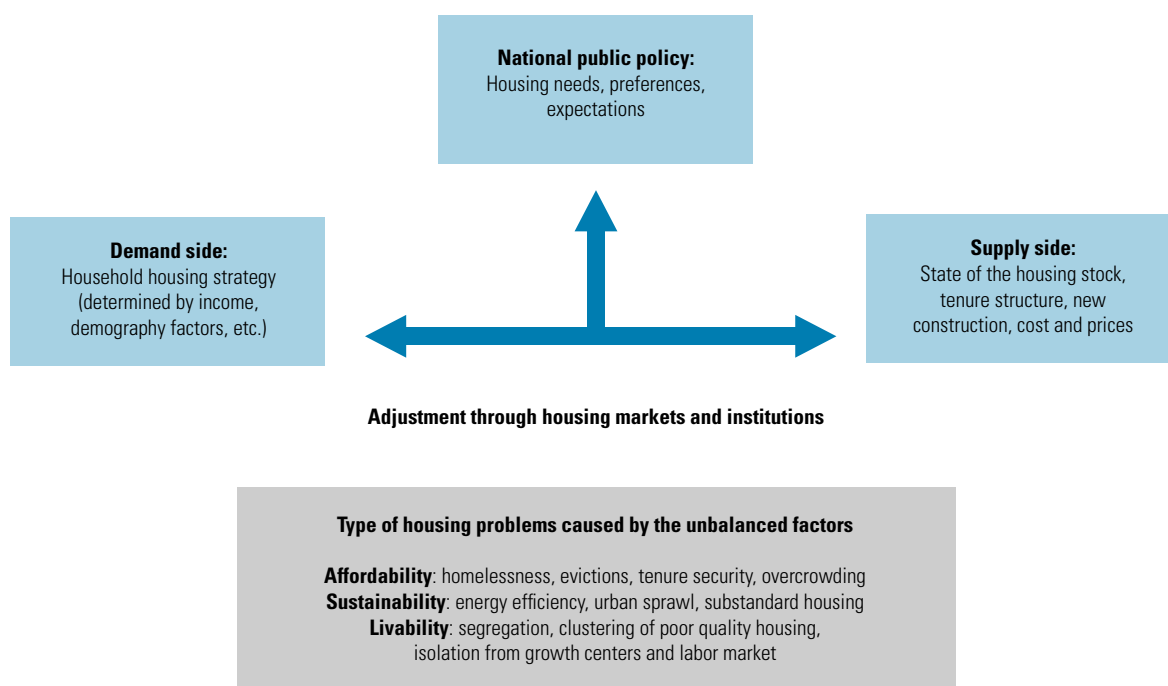 National public policy:
Housing needs, preferences,
expectations
Demand side:
Household housing strategy
(determined by income,
demography factors, etc.)
Supply side:
State of the housing stock,
tenure structure, new
construction, cost and prices
Adjustment through housing markets and institutions
Type of housing problems caused by the unbalanced factors
Affordability: homelessness, evictions, tenure security, overcrowding
Sustainability: energy efficiency, urban sprawl, substandard housing
Livability: segregation, clustering of poor quality housing,
isolation from growth centers and labor market